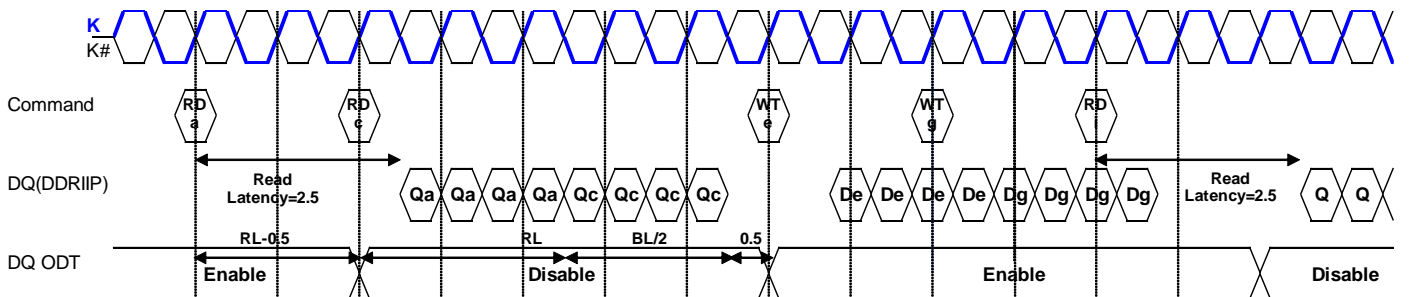 K
K#
Command
RD a
RD c
WT e
WT g
RD i
DQ(DDRIIP)
Read
Latency=2.5
Qa Qa Qa Qa Qc Qc Qc Qc
De De De De Dg Dg Dg Dg
Read
Latency=2.5
Q Q
DQ ODT
RL-0.5
RL
BL/2
0.5
Enable
Disable
Enable
Disable